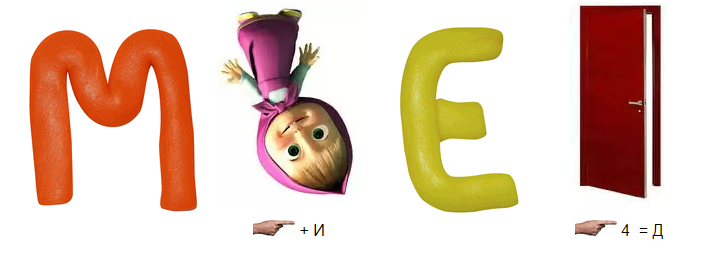 М Е
+ И 4 = Д